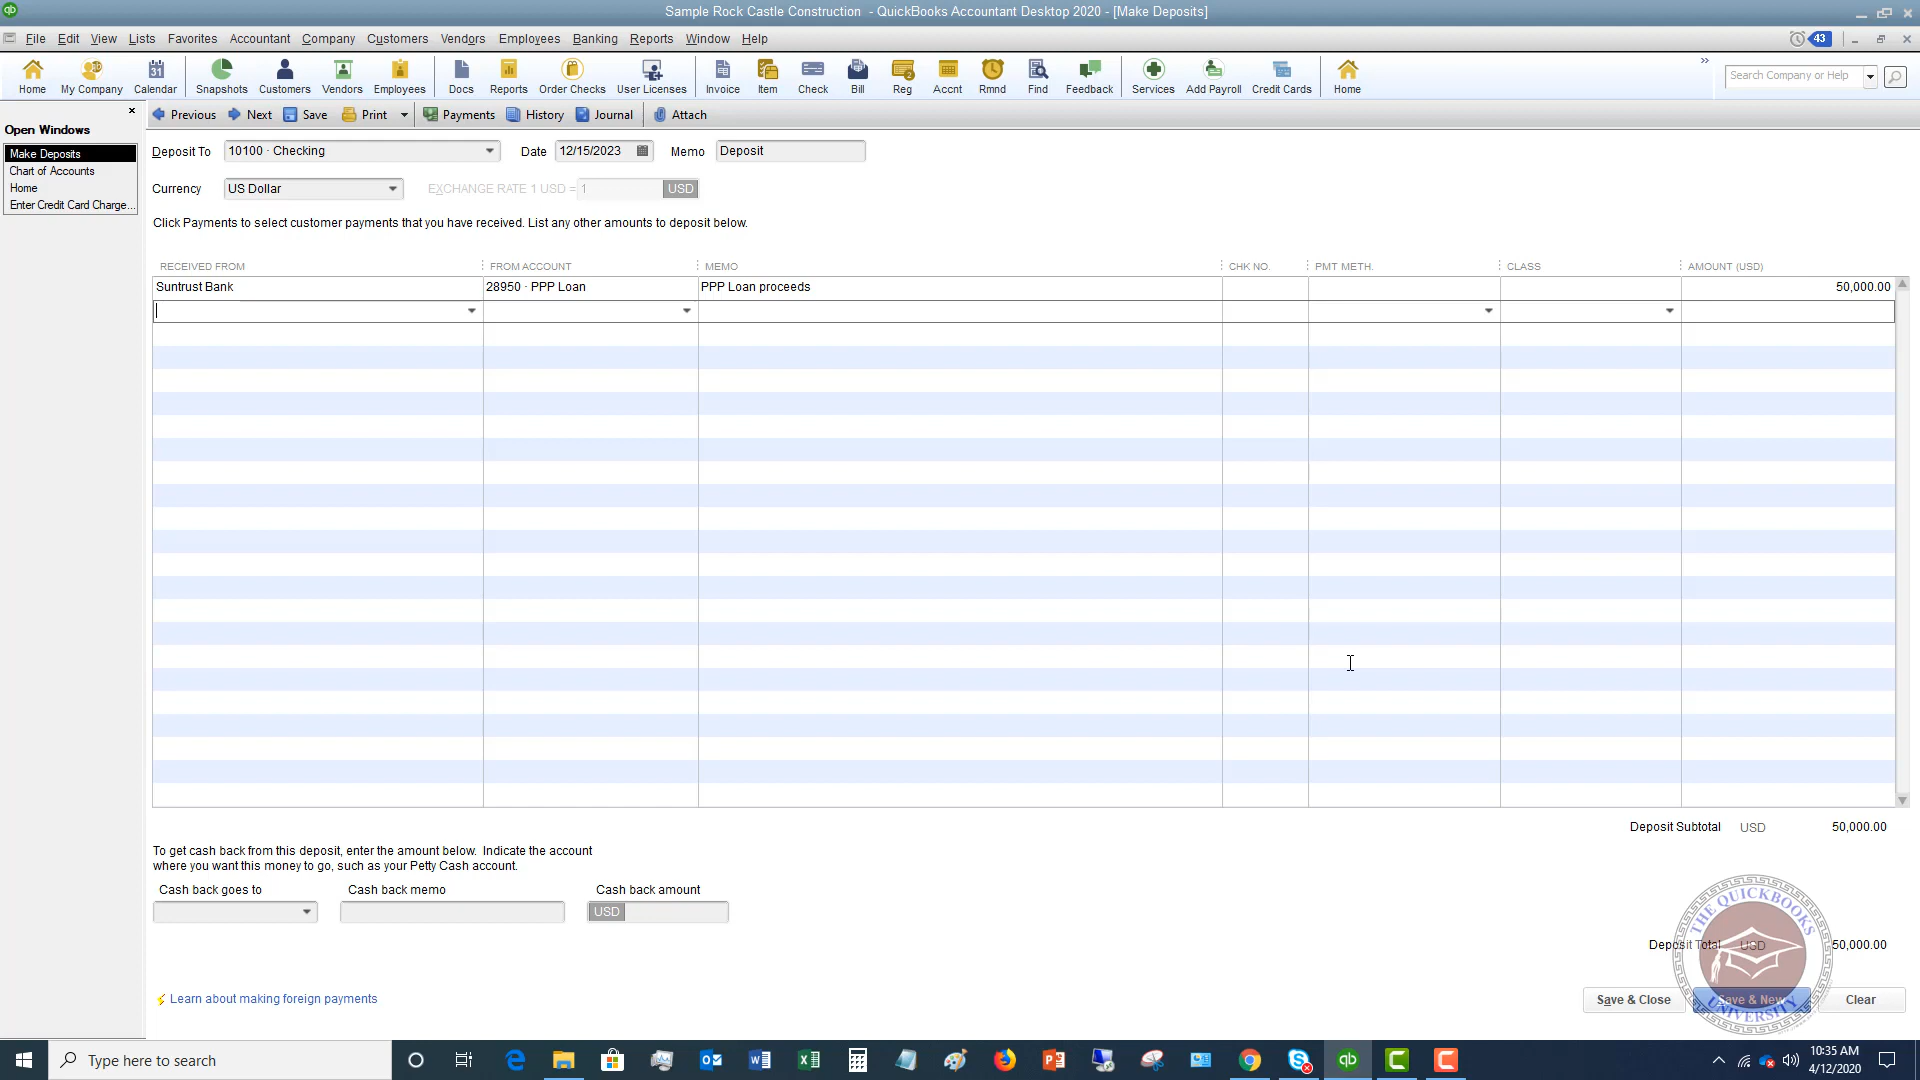 Sample Rock Castle Construction - QuickBooks Accountant Desktop 2020 - [Make Deposits]
File Edit View Lists Favorites Accountant Company Customers Vendors Employees Banking Reports Window Help
43
Home My Company Calendar Snapshots Customers Vendors Employees Docs Reports Order Checks User Licenses Invoice Item Check Bill Reg Accnt Rmnd Find Feedback Services Add Payroll Credit Cards Home
Search Company or Help
Open Windows
Make Deposits
Chart of Accounts
Home
Enter Credit Card Charge...
Previous Next Save Print Payments History Journal Attach
Deposit To 10100 · Checking Date 12/15/2023 Memo Deposit
Currency US Dollar EXCHANGE RATE 1 USD = 1 USD
Click Payments to select customer payments that you have received. List any other amounts to deposit below.
RECEIVED FROM FROM ACCOUNT MEMO CHK NO. PMT METH. CLASS AMOUNT (USD)
Suntrust Bank 28950 · PPP Loan PPP Loan proceeds 50,000.00
Deposit Subtotal USD 50,000.00
To get cash back from this deposit, enter the amount below. Indicate the account
where you want this money to go, such as your Petty Cash account.
Cash back goes to Cash back memo Cash back amount
USD
Deposit Total USD 50,000.00
THE QUICKBOOKS
UNIVERSITY
Learn about making foreign payments
Save & Close Save & New Clear
Type here to search
10:35 AM
4/12/2020